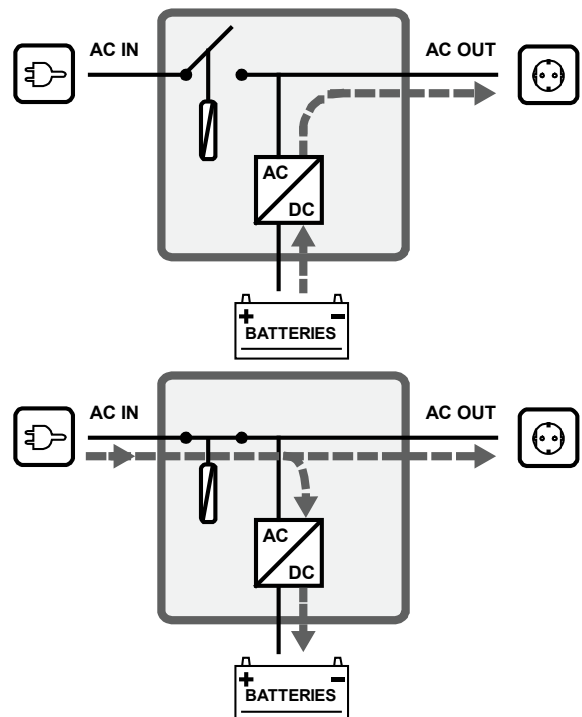 AC IN
AC OUT
AC
DC
+ −
BATTERIES
AC IN
AC OUT
AC
DC
+ −
BATTERIES